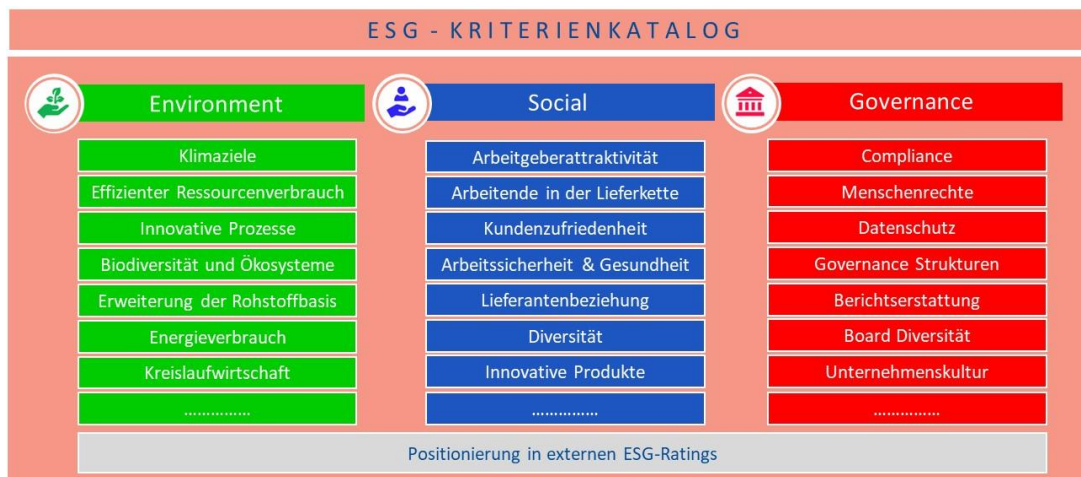 ESG - KRITERIENKATALOG
Environment
Klimaziele
Effizienter Ressourcenverbrauch
Innovative Prozesse
Biodiversität und Ökosysteme
Erweiterung der Rohstoffbasis
Energieverbrauch
Kreislaufwirtschaft
...............
Social
Arbeitgeberattraktivität
Arbeitende in der Lieferkette
Kundenzufriedenheit
Arbeitssicherheit & Gesundheit
Lieferantenbeziehung
Diversität
Innovative Produkte
...............
Governance
Compliance
Menschenrechte
Datenschutz
Governance Strukturen
Berichtserstattung
Board Diversität
Unternehmenskultur
...............
Positionierung in externen ESG-Ratings